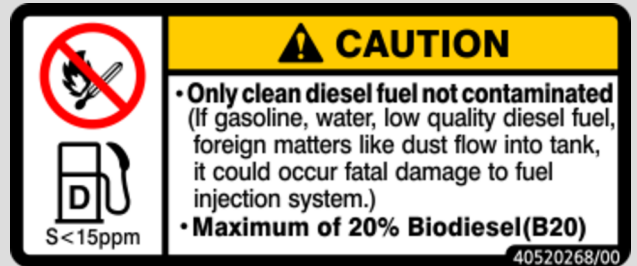 CAUTION
• Only clean diesel fuel not contaminated
(If gasoline, water, low quality diesel fuel,
foreign matters like dust flow into tank,
it could occur fatal damage to fuel
injection system.)
• Maximum of 20% Biodiesel(B20)
D
S<15ppm
40520268/00